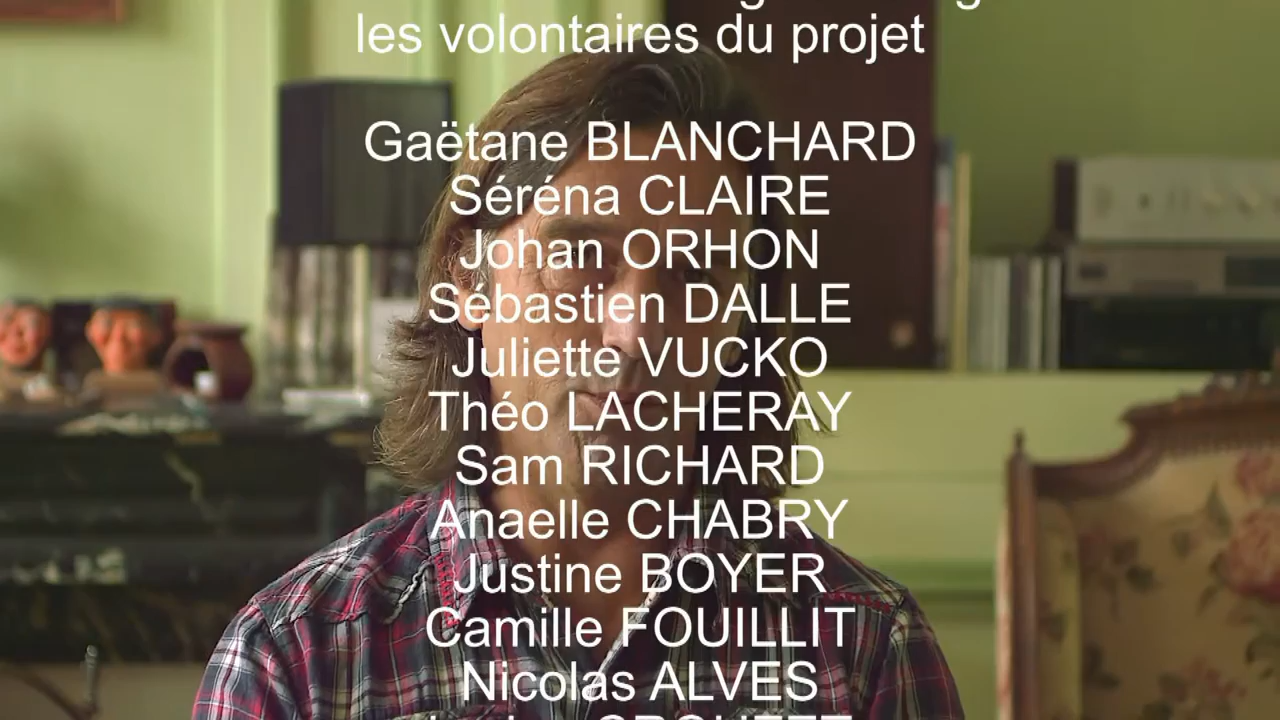 les volontaires du projet
Gaëtane BLANCHARD
Séréna CLAIRE
Johan ORHON
Sébastien DALLE
Juliette VUCKO
Théo LACHERAY
Sam RICHARD
Anaelle CHABRY
Justine BOYER
Camille FOUILLIT
Nicolas ALVES